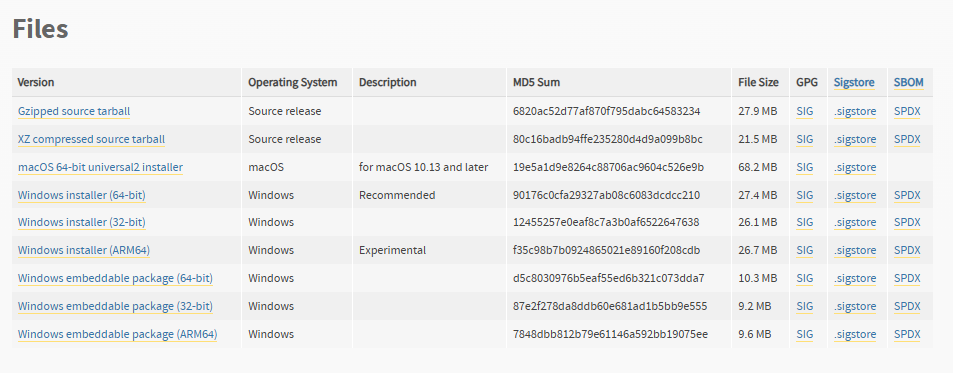 Files
Version Operating System Description MD5 Sum File Size GPG Sigstore SBOM
Gzipped source tarball Source release 6820ac52d77af870f795dabc64583234 27.9 MB SIG .sigstore SPDX
XZ compressed source tarball Source release 80c16badb94ffe235280d4d9a099b8bc 21.5 MB SIG .sigstore SPDX
macOS 64-bit universal2 installer macOS for macOS 10.13 and later 19e5a1d9e8264c88706ac9604c526e9b 68.2 MB SIG .sigstore
Windows installer (64-bit) Windows Recommended 90176c0cfa29327ab08c6083dcdcc210 27.4 MB SIG .sigstore SPDX
Windows installer (32-bit) Windows 12455257e0eaf8c7a3b0af6522647638 26.1 MB SIG .sigstore SPDX
Windows installer (ARM64) Windows Experimental f35c98b7b0924865021e89160f208cdb 26.7 MB SIG .sigstore SPDX
Windows embeddable package (64-bit) Windows d5c8030976b5eaf55ed6b321c073dda7 10.3 MB SIG .sigstore SPDX
Windows embeddable package (32-bit) Windows 87e2f278da8ddb60e681ad1b5bb9e555 9.2 MB SIG .sigstore SPDX
Windows embeddable package (ARM64) Windows 7848dbb812b79e61146a592bb19075ee 9.6 MB SIG .sigstore SPDX